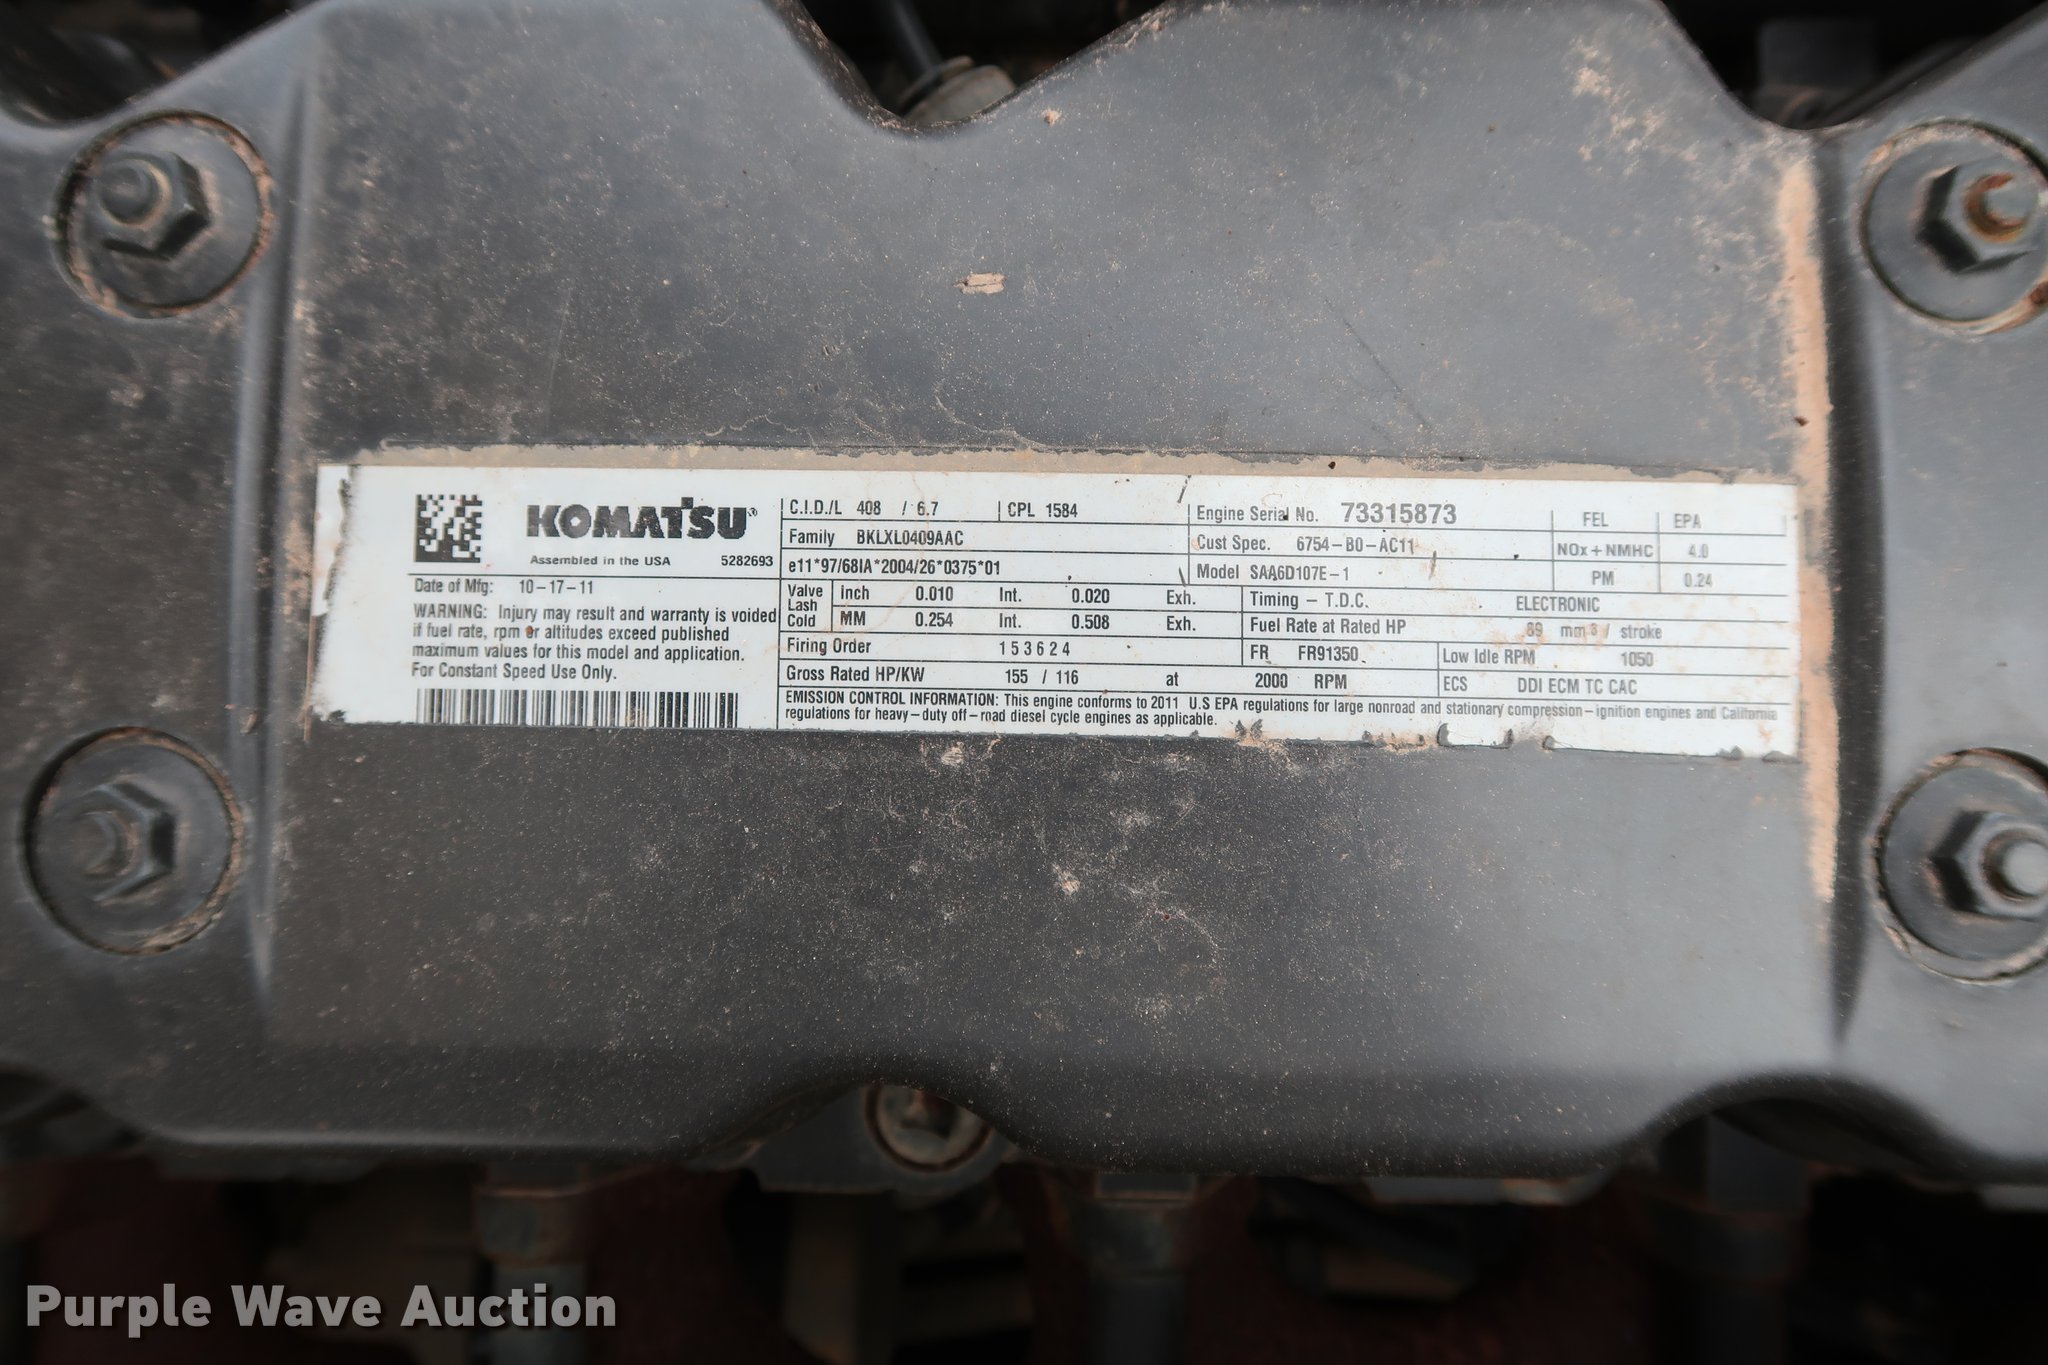 KOMATSU®
Assembled in the USA 5282693
Date of Mfg: 10-17-11
WARNING: Injury may result and warranty is voided
if fuel rate, rpm or altitudes exceed published
maximum values for this model and application.
For Constant Speed Use Only.
C.I.D./L 408 / 6.7 CPL 1584
Family BKLXL0409AAC
e11*97/68IA*2004/26*0375*01
Engine Serial No. 73315873
Cust Spec. 6754-B0-AC11
Model SAA6D107E-1
FEL EPA
NOx + NMHC 4.0
PM 0.24
Valve Lash Cold
Inch 0.010 Int. 0.020 Exh.
MM 0.254 Int. 0.508 Exh.
Timing - T.D.C. ELECTRONIC
Fuel Rate at Rated HP 89 mm3 / stroke
Firing Order 1 5 3 6 2 4
FR FR91350
Low Idle RPM 1050
Gross Rated HP/KW 155 / 116 at 2000 RPM
ECS DDI ECM TC CAC
EMISSION CONTROL INFORMATION: This engine conforms to 2011 U.S EPA regulations for large nonroad and stationary compression-ignition engines and California
regulations for heavy-duty off-road diesel cycle engines as applicable.
Purple Wave Auction